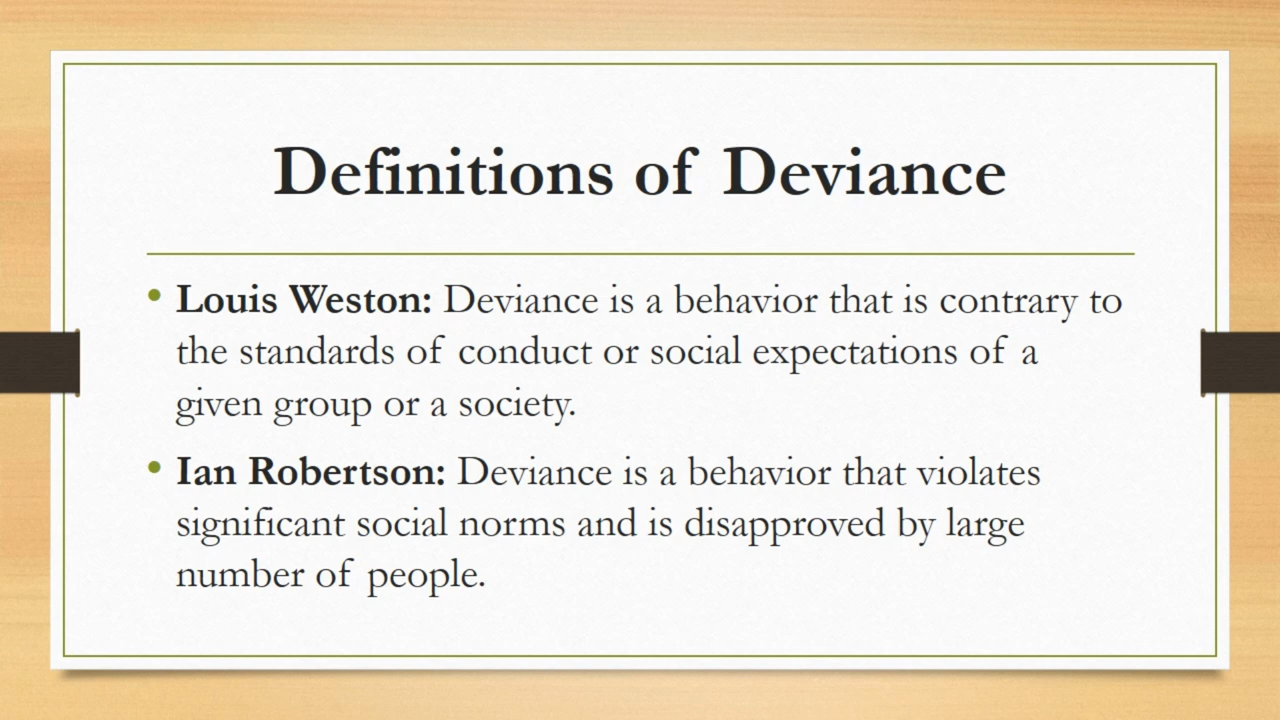 Definitions of Deviance
• Louis Weston: Deviance is a behavior that is contrary to
the standards of conduct or social expectations of a
given group or a society.
• Ian Robertson: Deviance is a behavior that violates
significant social norms and is disapproved by large
number of people.